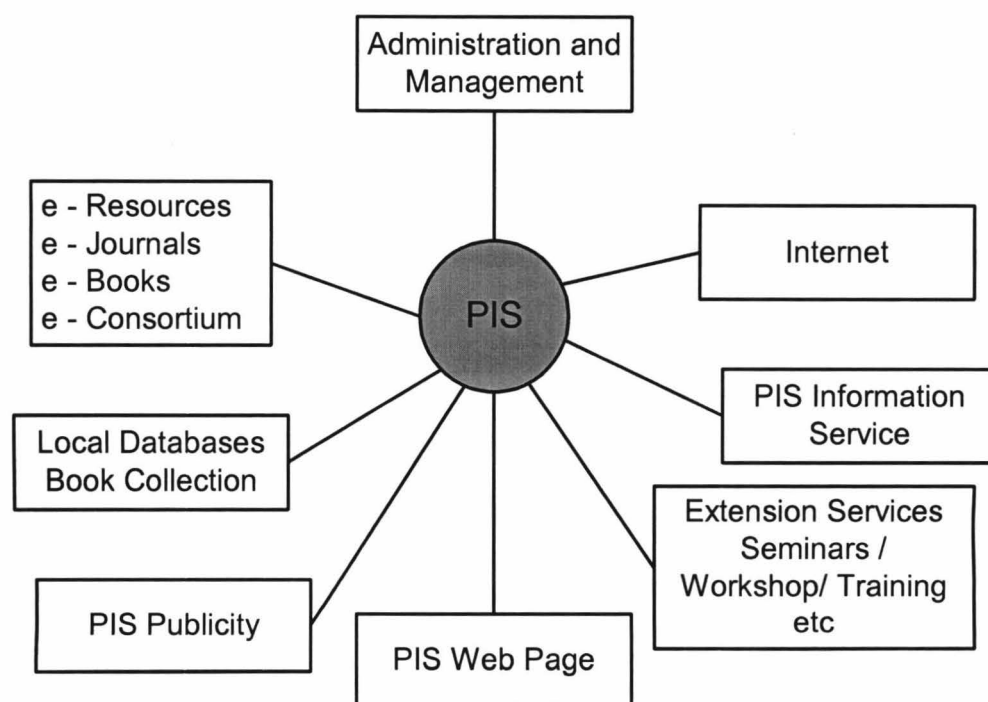 Administration and
Management
e - Resources
e - Journals
e - Books
e - Consortium
Internet
PIS
PIS Information
Service
Local Databases
Book Collection
Extension Services
Seminars /
Workshop/ Training
etc
PIS Publicity
PIS Web Page